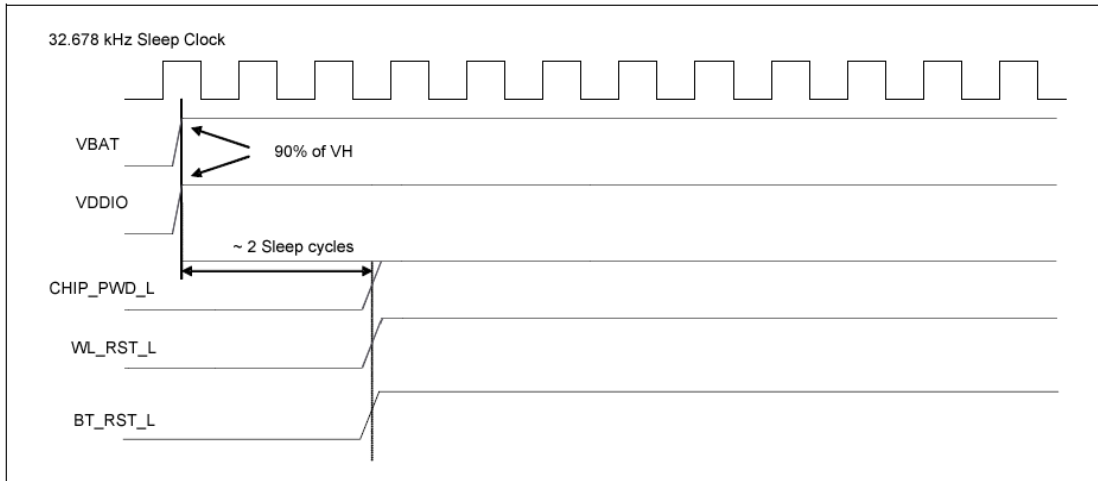 32.678 kHz Sleep Clock
VBAT
90% of VH
VDDIO
~ 2 Sleep cycles
CHIP_PWD_L
WL_RST_L
BT_RST_L